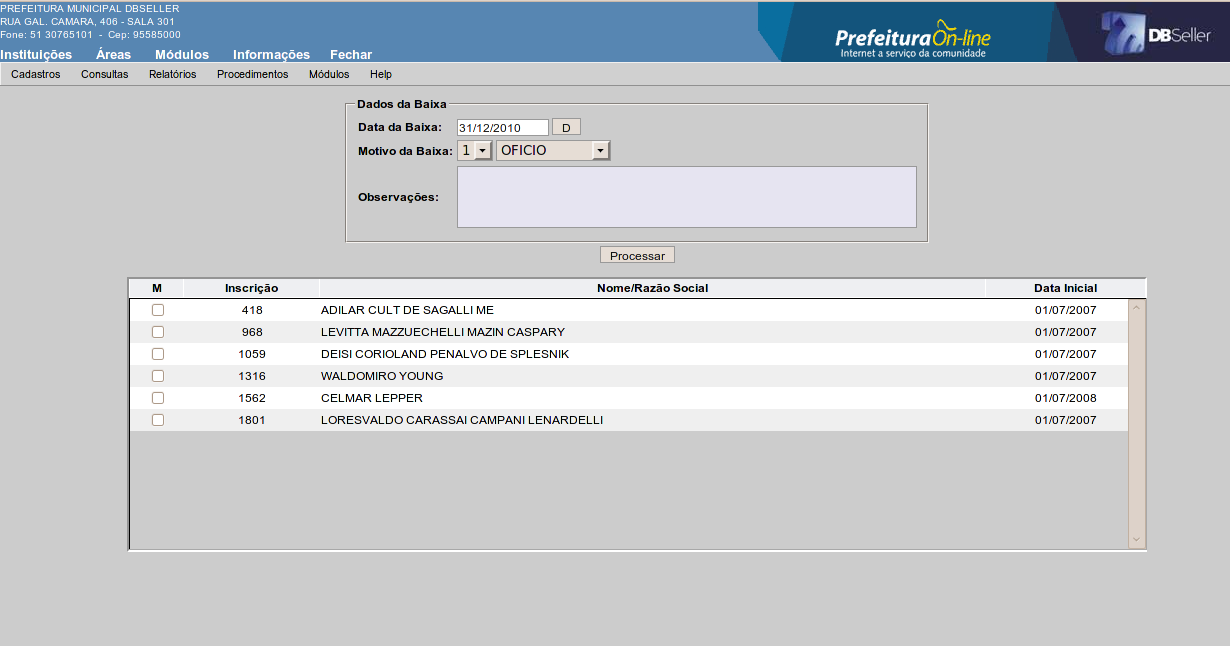 PREFEITURA MUNICIPAL DBSELLER
RUA GAL. CAMARA, 406 - SALA 301
Fone: 51 30765101 - Cep: 95585000
Instituições Áreas Módulos Informações Fechar
Prefeitura On-line
Internet a serviço da comunidade
DBSeller
Cadastros Consultas Relatórios Procedimentos Módulos Help
Dados da Baixa
Data da Baixa: 31/12/2010 D
Motivo da Baixa: 1 OFICIO
Observações:
Processar
M Inscrição Nome/Razão Social Data Inicial
418 ADILAR CULT DE SAGALLI ME 01/07/2007
968 LEVITTA MAZZUECHELLI MAZIN CASPARY 01/07/2007
1059 DEISI CORIOLAND PENALVO DE SPLESNIK 01/07/2007
1316 WALDOMIRO YOUNG 01/07/2007
1562 CELMAR LEPPER 01/07/2008
1801 LORESVALDO CARASSAI CAMPANI LENARDELLI 01/07/2007